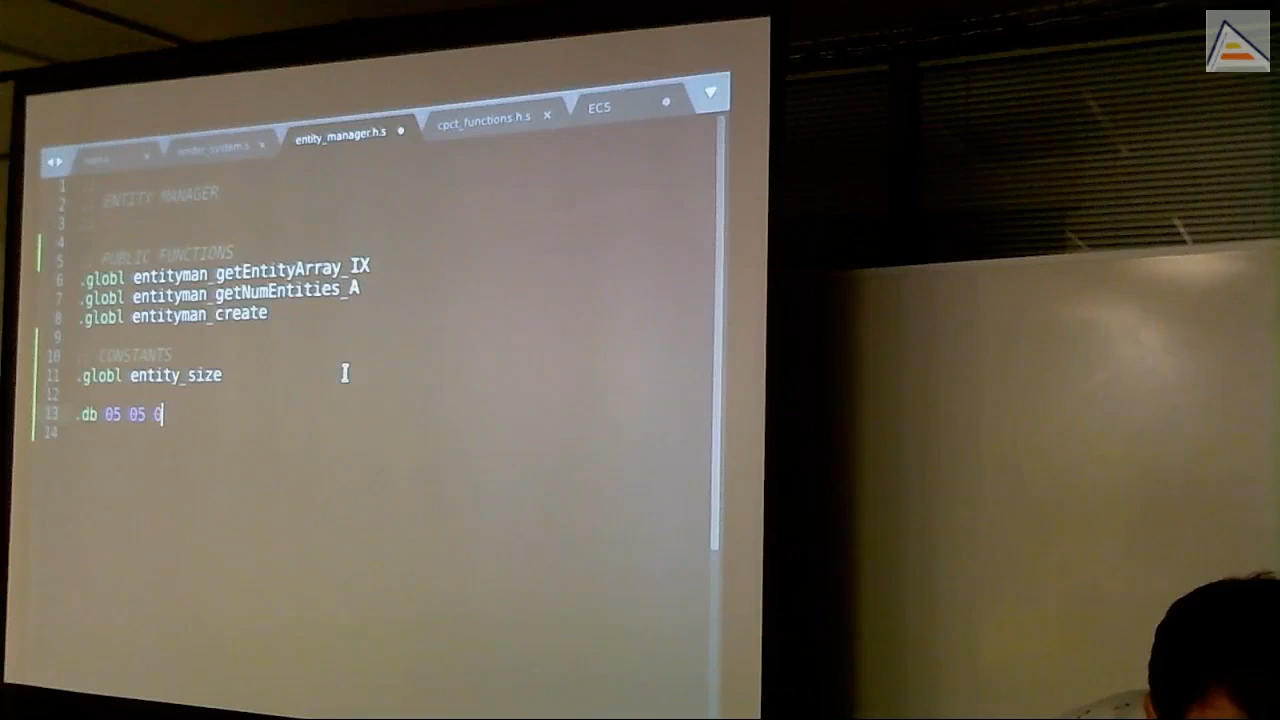 render_system.s x entity_manager.h.s cpct_functions.h.s x ECS
1
2 ;; ENTITY MANAGER
3
4
5 ;; PUBLIC FUNCTIONS
6 .globl entityman_getEntityArray_IX
7 .globl entityman_getNumEntities_A
8 .globl entityman_create
9
10 ;; CONSTANTS
11 .globl entity_size
12
13 .db 05 05 0
14